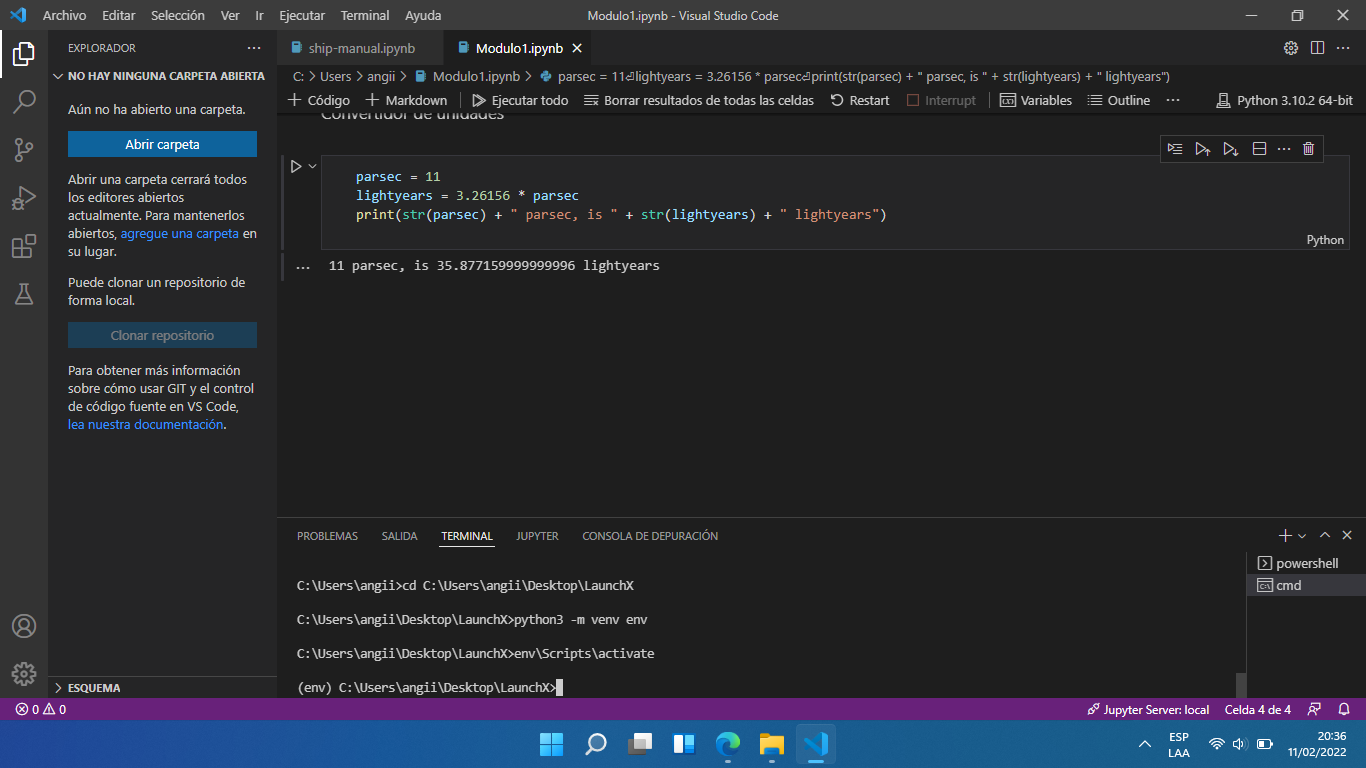 Archivo Editar Selección Ver Ir Ejecutar Terminal Ayuda Modulo1.ipynb - Visual Studio Code
EXPLORADOR
NO HAY NINGUNA CARPETA ABIERTA
Aún no ha abierto una carpeta.
Abrir carpeta
Abrir una carpeta cerrará todos
los editores abiertos
actualmente. Para mantenerlos
abiertos, agregue una carpeta en
su lugar.
Puede clonar un repositorio de
forma local.
Clonar repositorio
Para obtener más información
sobre cómo usar GIT y el control
de código fuente en VS Code,
lea nuestra documentación.
ESQUEMA
ship-manual.ipynb Modulo1.ipynb
C: > Users > angii > Modulo1.ipynb > parsec = 11⏎lightyears = 3.26156 * parsec⏎print(str(parsec) + " parsec, is " + str(lightyears) + " lightyears")
Código Markdown Ejecutar todo Borrar resultados de todas las celdas Restart Interrupt Variables Outline ... Python 3.10.2 64-bit
Convertidor de unidades
parsec = 11
lightyears = 3.26156 * parsec
print(str(parsec) + " parsec, is " + str(lightyears) + " lightyears")
Python
11 parsec, is 35.877159999999996 lightyears
PROBLEMAS SALIDA TERMINAL JUPYTER CONSOLA DE DEPURACIÓN
C:\Users\angii>cd C:\Users\angii\Desktop\LaunchX
C:\Users\angii\Desktop\LaunchX>python3 -m venv env
C:\Users\angii\Desktop\LaunchX>env\Scripts\activate
(env) C:\Users\angii\Desktop\LaunchX>
powershell
cmd
0 0 Jupyter Server: local Celda 4 de 4
ESP
LAA
20:36
11/02/2022